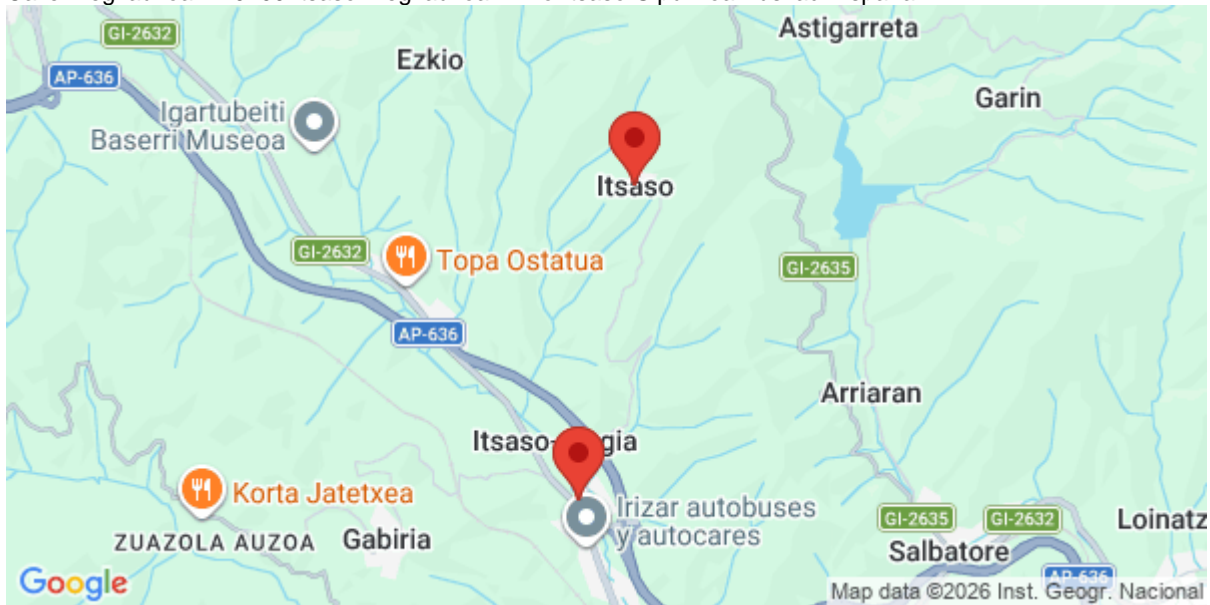 GI-2632
Astigarreta
Ezkio
AP-636
Garin
Igartubeiti
Baserri Museoa
Itsaso
GI-2632
Topa Ostatua
GI-2635
AP-636
Arriaran
Korta Jatetxea
Irizar autobuses
y autocares
GI-2635
GI-2632
Loinatz
ZUAZOLA AUZOA
Gabiria
Salbatore
AP-636
Google
Map data ©2026 Inst. Geogr. Nacional